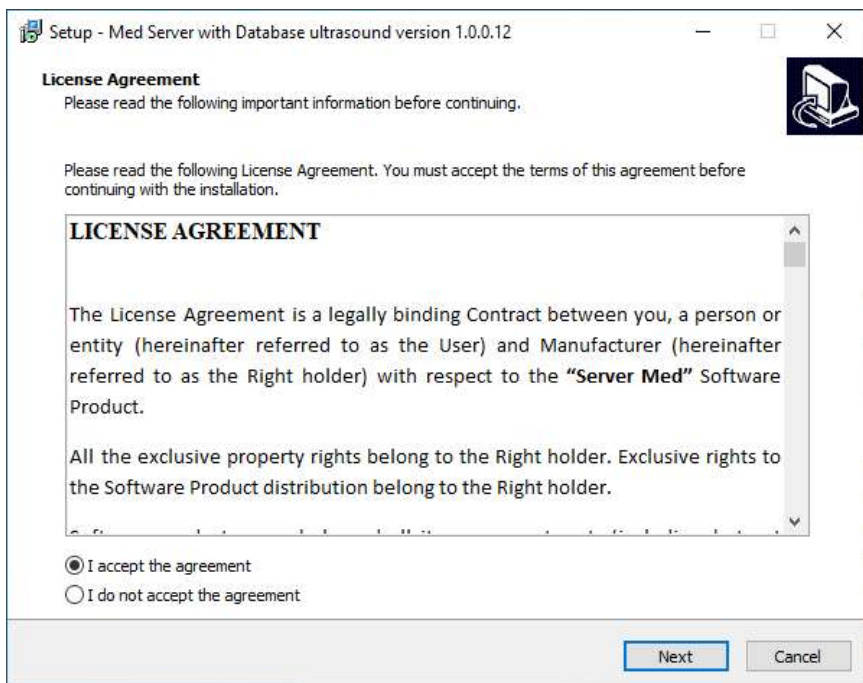 Setup - Med Server with Database ultrasound version 1.0.0.12
License Agreement
Please read the following important information before continuing.
Please read the following License Agreement. You must accept the terms of this agreement before
continuing with the installation.
LICENSE AGREEMENT
The License Agreement is a legally binding Contract between you, a person or
entity (hereinafter referred to as the User) and Manufacturer (hereinafter
referred to as the Right holder) with respect to the “Server Med” Software
Product.
All the exclusive property rights belong to the Right holder. Exclusive rights to
the Software Product distribution belong to the Right holder.
I accept the agreement
I do not accept the agreement
Next
Cancel